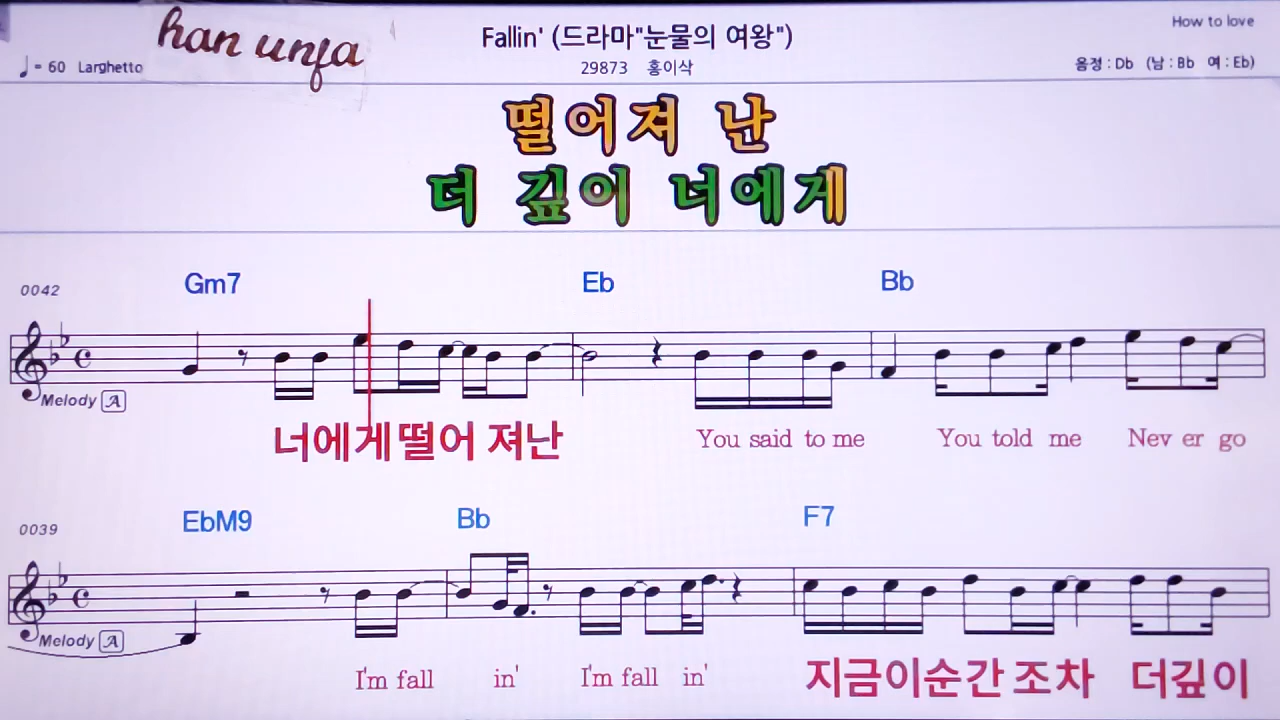 How to love
han unfa
Fallin' (드라마"눈물의 여왕")
♩= 60 Larghetto
29873 홍이삭
음정 : Db (남 : Bb 여 : Eb)
떨어져 난
더 깊이 너에게
0042 Gm7 Eb Bb
Melody A
너에게떨어 져난 You said to me You told me Nev er go
0039 EbM9 Bb F7
Melody A
I'm fall in' I'm fall in' 지금이순간 조차 더깊이